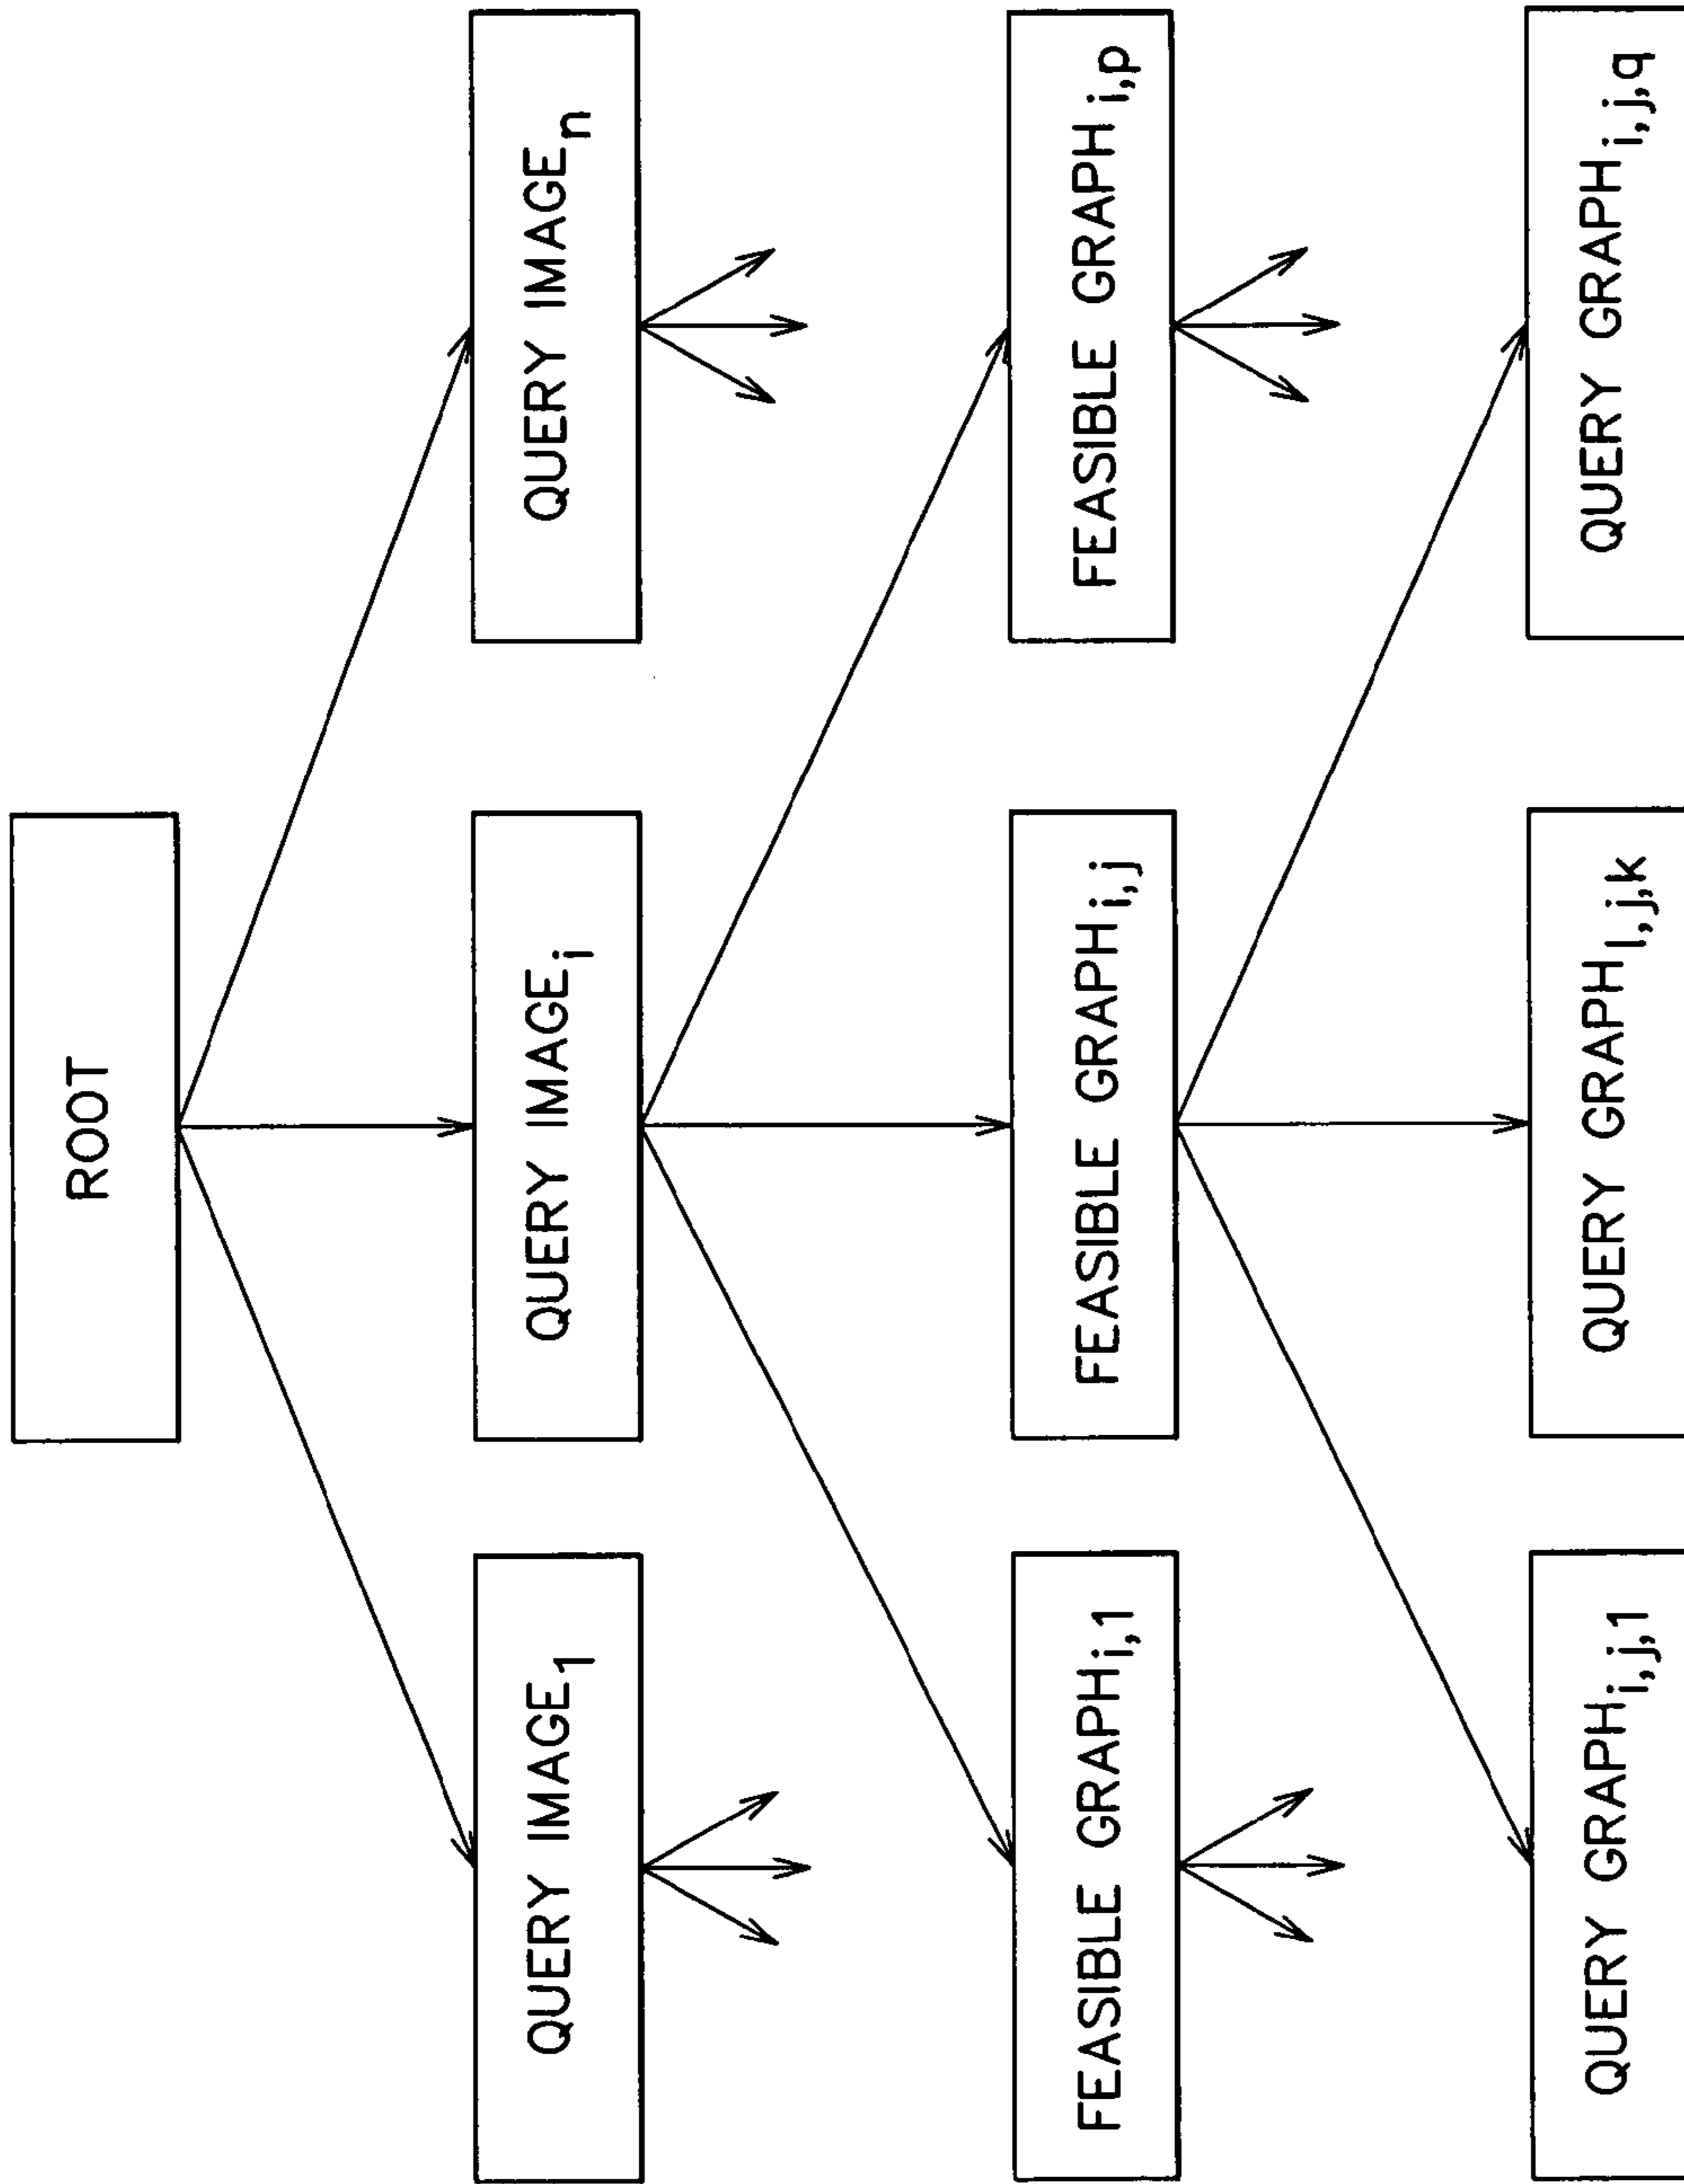 ROOT
QUERY IMAGE₁
QUERY IMAGEᵢ
QUERY IMAGEₙ
FEASIBLE GRAPHᵢ,₁
FEASIBLE GRAPHᵢ,ⱼ
FEASIBLE GRAPHᵢ,ₚ
QUERY GRAPHᵢ,ⱼ,₁
QUERY GRAPHᵢ,ⱼ,ₖ
QUERY GRAPHᵢ,ⱼ,q